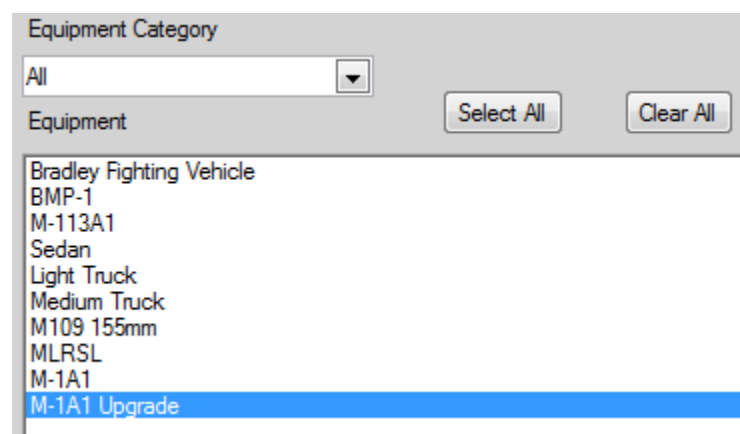 Equipment Category
All
Select All
Clear All
Equipment
Bradley Fighting Vehicle
BMP-1
M-113A1
Sedan
Light Truck
Medium Truck
M109 155mm
MLRSL
M-1A1
M-1A1 Upgrade